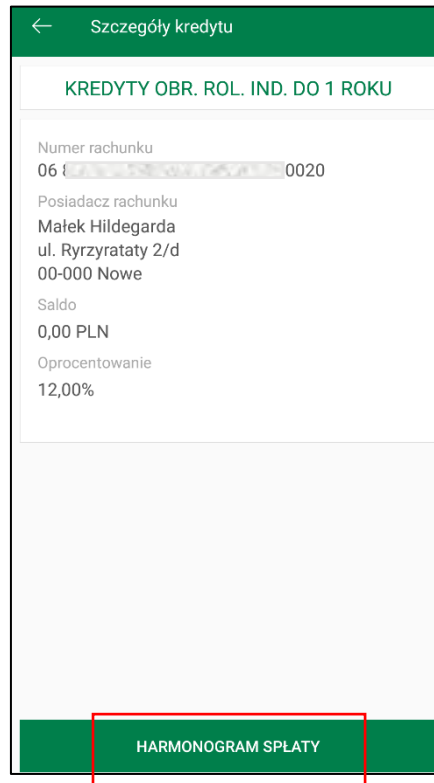 Szczegóły kredytu
KREDYTY OBR. ROL. IND. DO 1 ROKU
Numer rachunku
06 0020
Posiadacz rachunku
Małek Hildegarda
ul. Ryrzyrataty 2/d
00-000 Nowe
Saldo
0,00 PLN
Oprocentowanie
12,00%
HARMONOGRAM SPŁATY